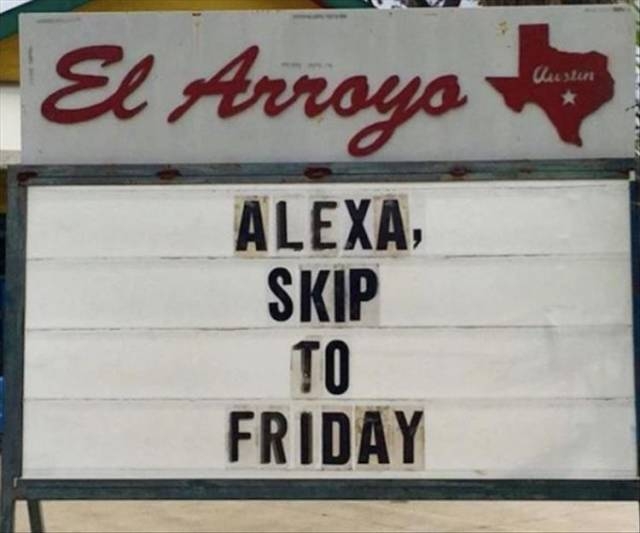 El Arroyo
Austin
ALEXA,
SKIP
TO
FRIDAY